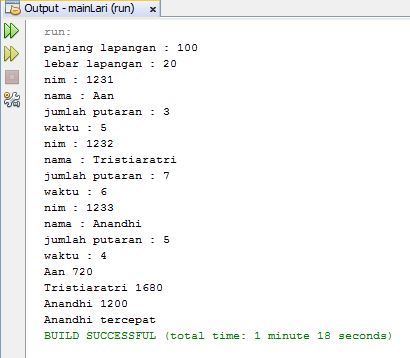 Output - mainLari (run)
run:
panjang lapangan : 100
lebar lapangan : 20
nim : 1231
nama : Aan
jumlah putaran : 3
waktu : 5
nim : 1232
nama : Tristiaratri
jumlah putaran : 7
waktu : 6
nim : 1233
nama : Anandhi
jumlah putaran : 5
waktu : 4
Aan 720
Tristiaratri 1680
Anandhi 1200
Anandhi tercepat
BUILD SUCCESSFUL (total time: 1 minute 18 seconds)